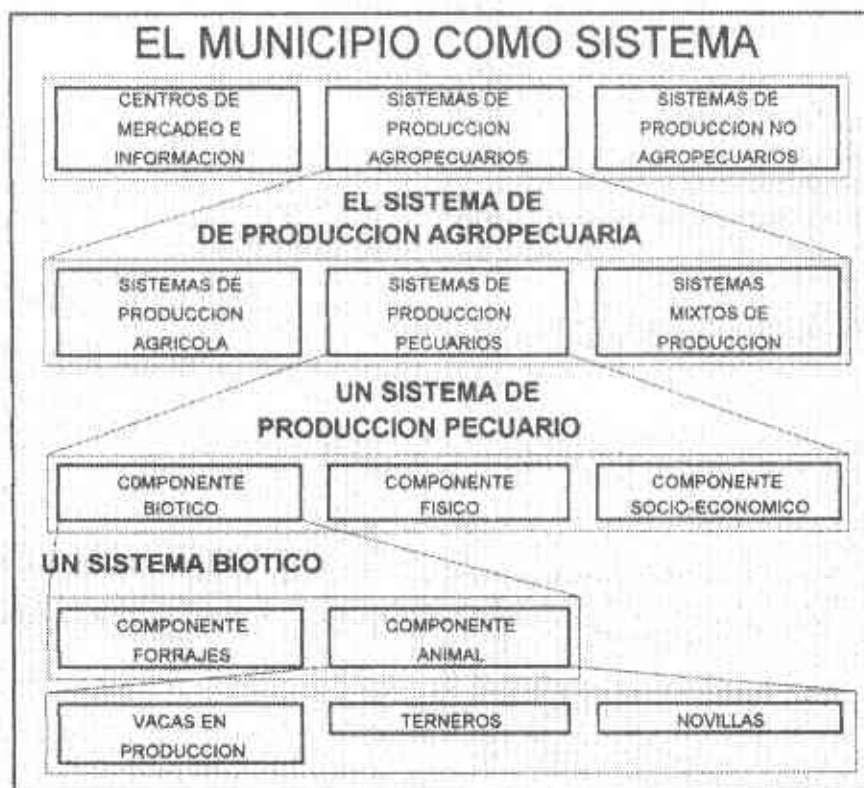 EL MUNICIPIO COMO SISTEMA
CENTROS DE
MERCADEO E
INFORMACION
SISTEMAS DE
PRODUCCION
AGROPECUARIOS
SISTEMAS DE
PRODUCCION NO
AGROPECUARIOS
EL SISTEMA DE
DE PRODUCCION AGROPECUARIA
SISTEMAS DE
PRODUCCION
AGRICOLA
SISTEMAS DE
PRODUCCION
PECUARIOS
SISTEMAS
MIXTOS DE
PRODUCCION
UN SISTEMA DE
PRODUCCION PECUARIO
COMPONENTE
BIOTICO
COMPONENTE
FISICO
COMPONENTE
SOCIO-ECONOMICO
UN SISTEMA BIOTICO
COMPONENTE
FORRAJES
COMPONENTE
ANIMAL
VACAS EN
PRODUCCION
TERNEROS
NOVILLAS